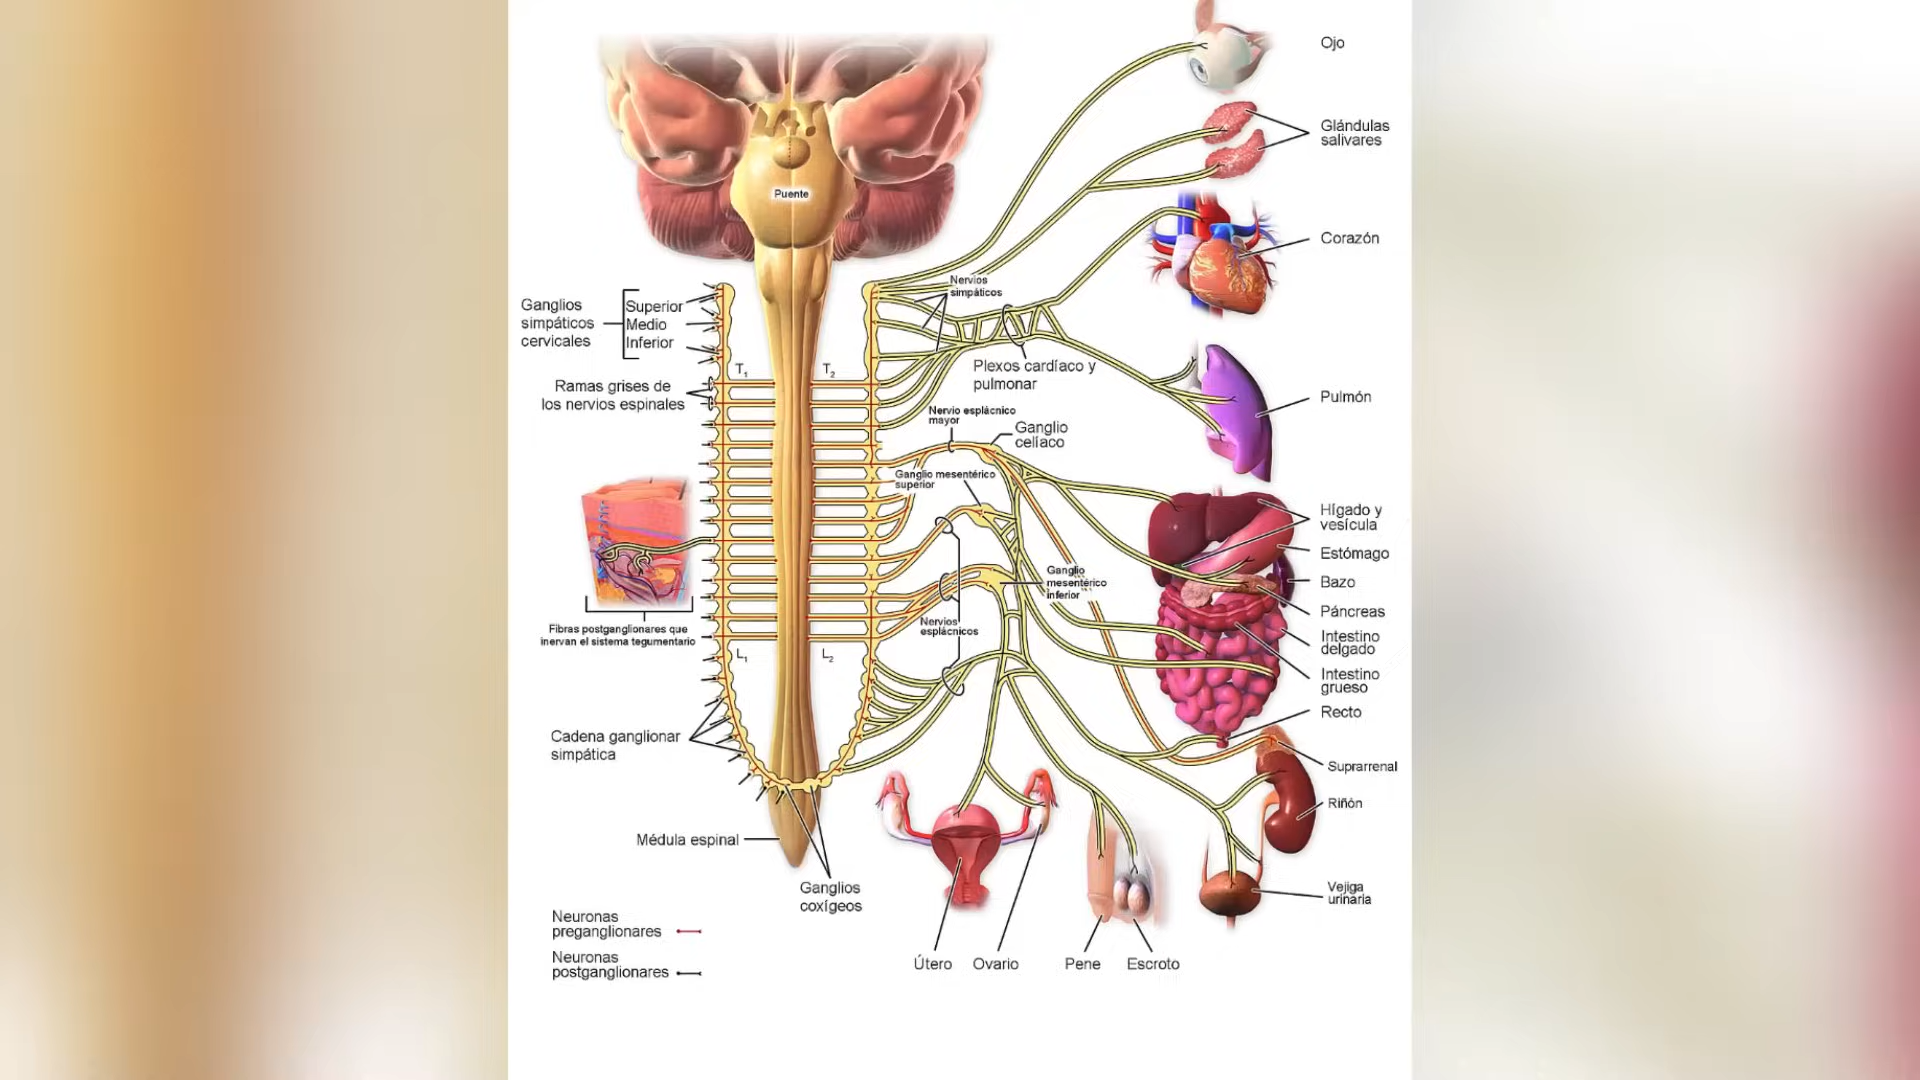 Ojo
Glándulas
salivares
Puente
Corazón
Nervios
simpáticos
Ganglios
simpáticos
cervicales
Superior
Medio
Inferior
T1
T2
Plexos cardíaco y
pulmonar
Ramas grises de
los nervios espinales
Pulmón
Nervio esplácnico
mayor
Ganglio
celíaco
Ganglio mesentérico
superior
Hígado y
vesícula
Estómago
Ganglio
mesentérico
inferior
Bazo
Páncreas
Nervios
esplácnicos
Fibras postganglionares que
inervan el sistema tegumentario
Intestino
delgado
L1
L2
Intestino
grueso
Recto
Cadena ganglionar
simpática
Suprarrenal
Riñón
Médula espinal
Ganglios
coxígeos
Vejiga
urinaria
Neuronas
preganglionares
Neuronas
postganglionares
Útero
Ovario
Pene
Escroto